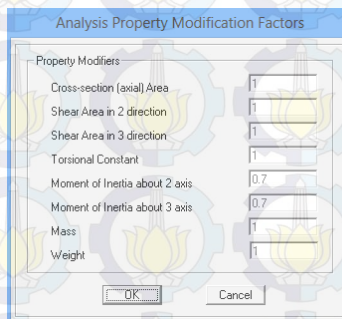 Analysis Property Modification Factors
Property Modifiers
Cross-section (axial) Area 1
Shear Area in 2 direction 1
Shear Area in 3 direction 1
Torsional Constant 1
Moment of Inertia about 2 axis 0.7
Moment of Inertia about 3 axis 0.7
Mass 1
Weight 1
OK Cancel